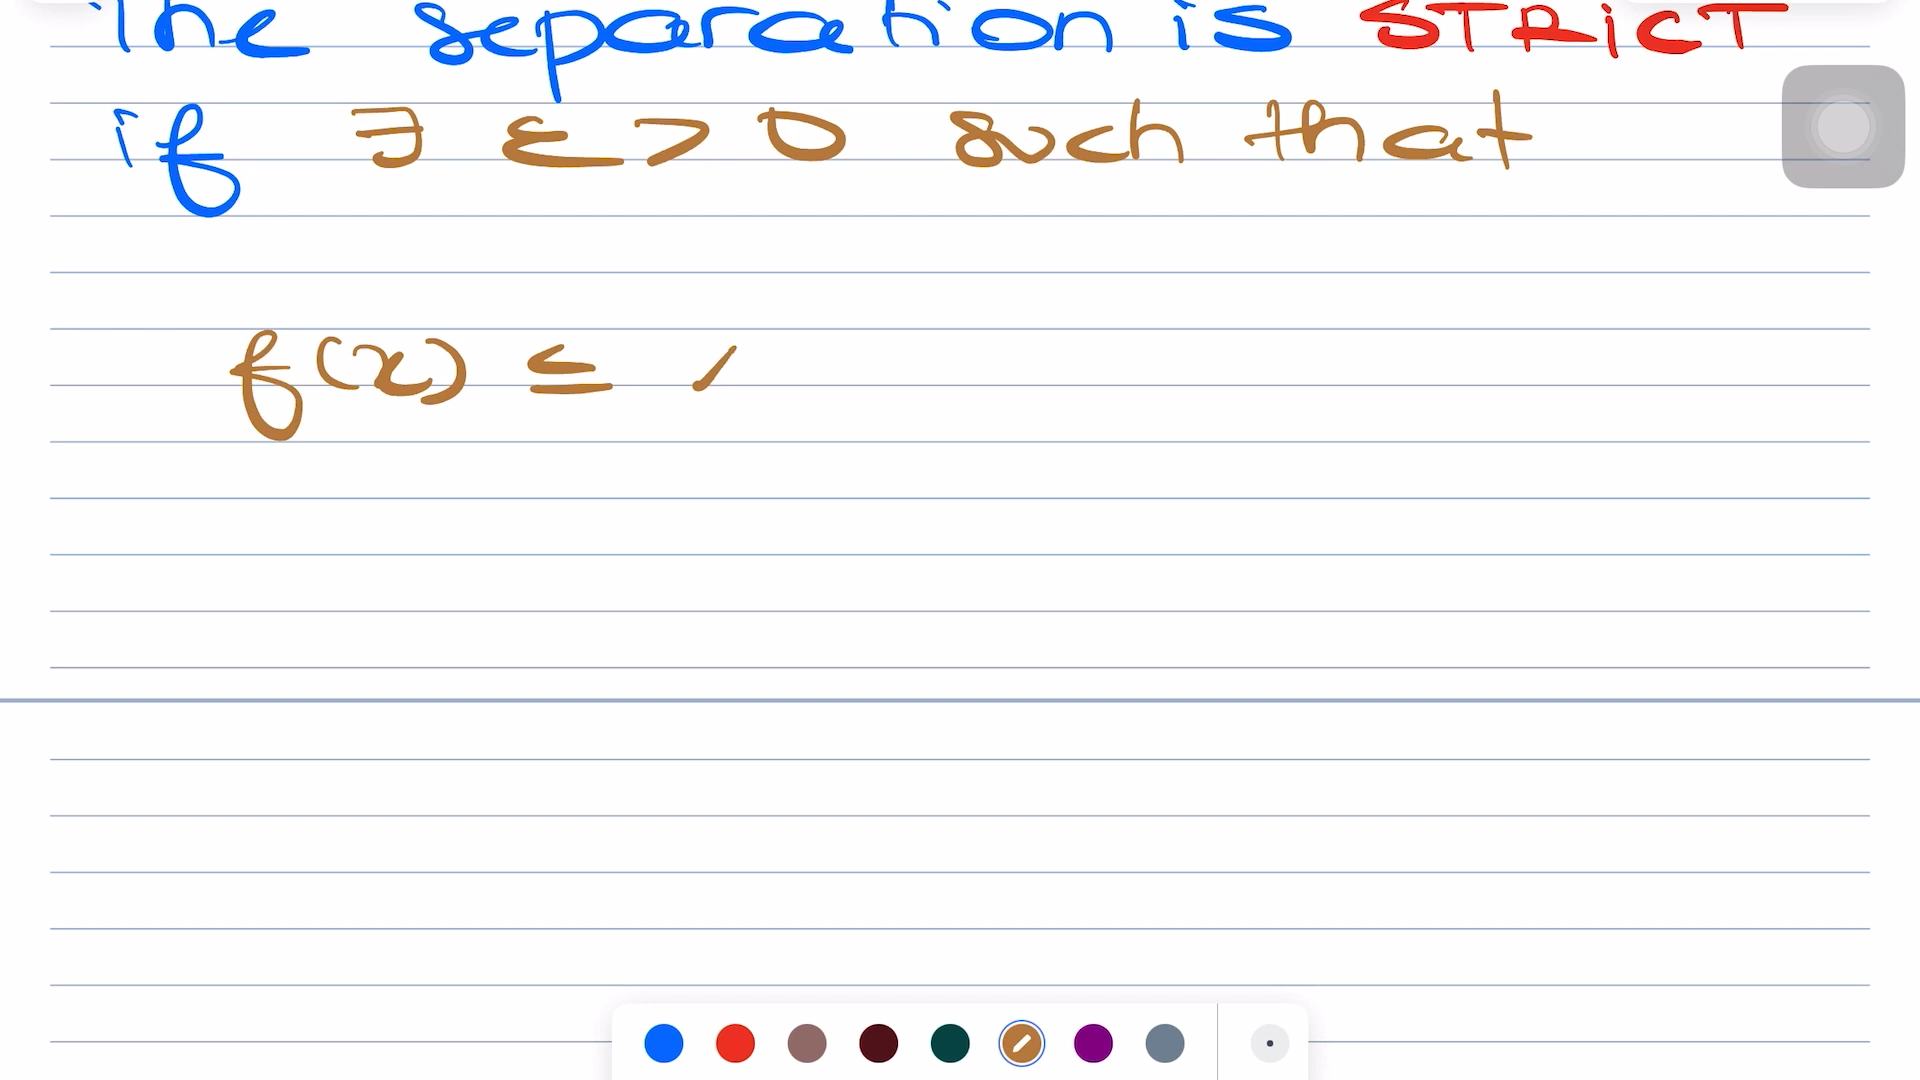 The separation is STRiCT
if ∃ ε > 0 such that
f(x) ≤